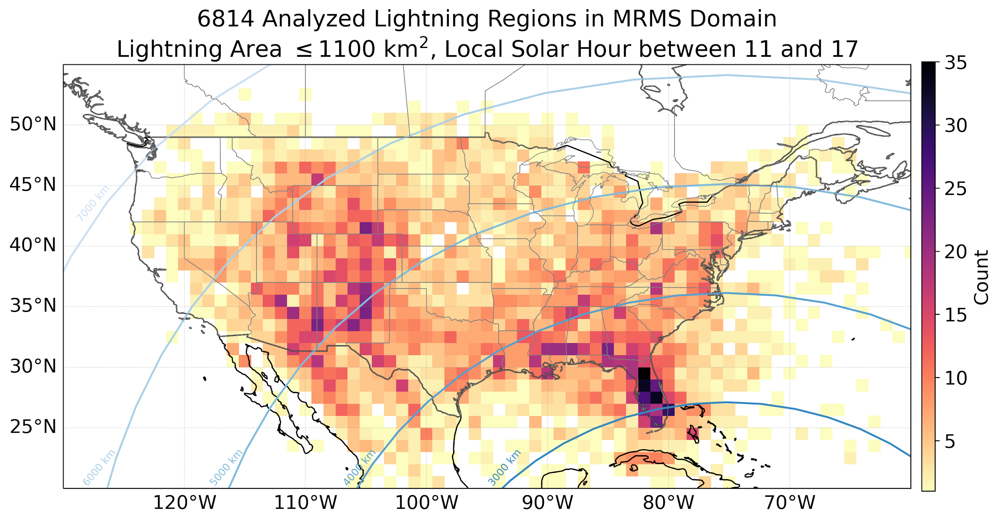 6814 Analyzed Lightning Regions in MRMS Domain
Lightning Area ≤ 1100 km², Local Solar Hour between 11 and 17
50°N
45°N
40°N
35°N
30°N
25°N
120°W
110°W
100°W
90°W
80°W
70°W
7000 km
6000 km
5000 km
4000 km
3000 km
35
30
25
20
15
10
5
Count